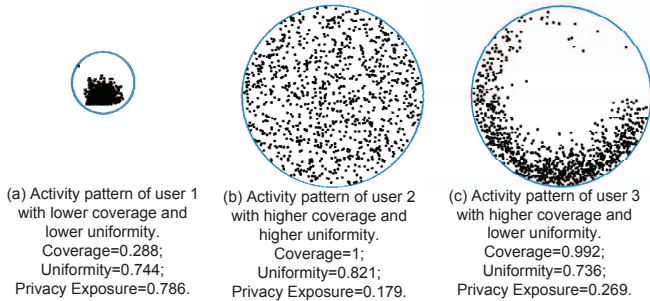 (a) Activity pattern of user 1
with lower coverage and
lower uniformity.
Coverage=0.288;
Uniformity=0.744;
Privacy Exposure=0.786.
(b) Activity pattern of user 2
with higher coverage and
higher uniformity.
Coverage=1;
Uniformity=0.821;
Privacy Exposure=0.179.
(c) Activity pattern of user 3
with higher coverage and
lower uniformity.
Coverage=0.992;
Uniformity=0.736;
Privacy Exposure=0.269.